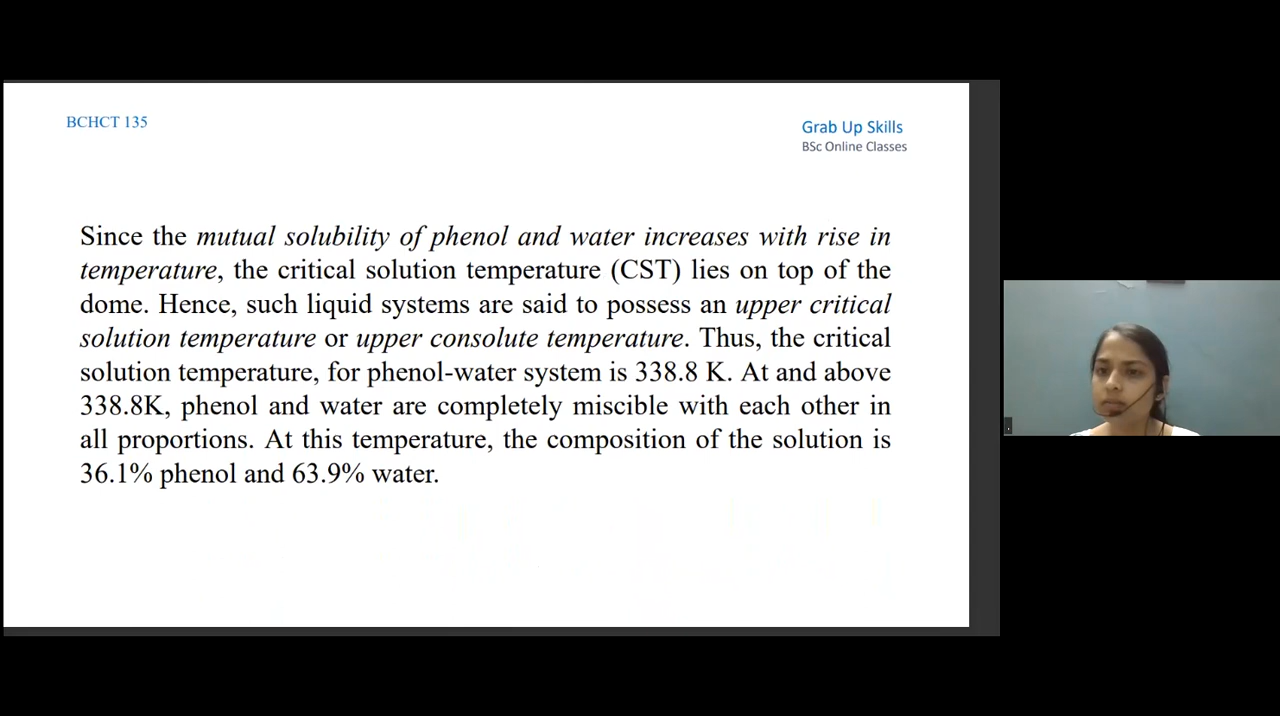 BCHCT 135
Grab Up Skills
BSc Online Classes
Since the mutual solubility of phenol and water increases with rise in
temperature, the critical solution temperature (CST) lies on top of the
dome. Hence, such liquid systems are said to possess an upper critical
solution temperature or upper consolute temperature. Thus, the critical
solution temperature, for phenol-water system is 338.8 K. At and above
338.8K, phenol and water are completely miscible with each other in
all proportions. At this temperature, the composition of the solution is
36.1% phenol and 63.9% water.